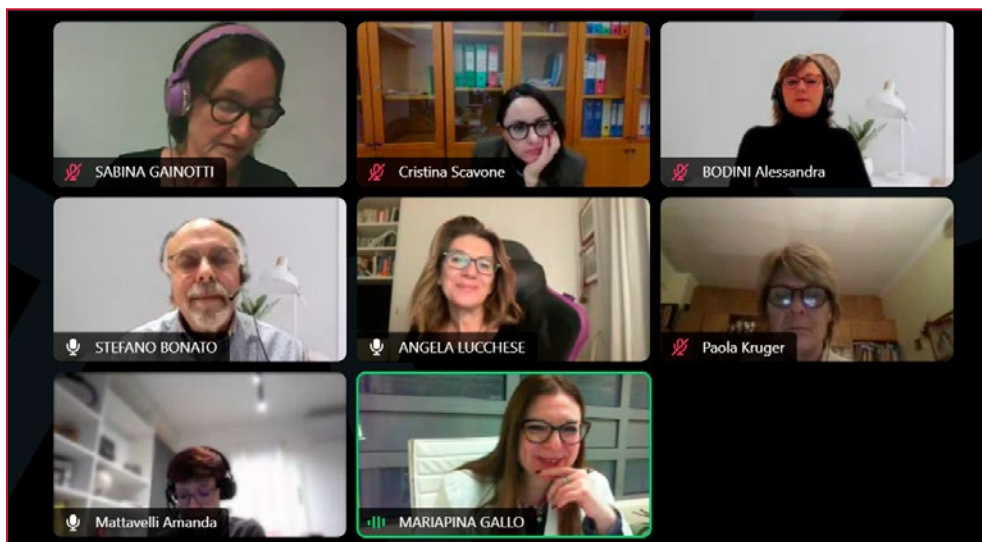 SABINA GAINOTTI
Cristina Scavone
BODINI Alessandra
STEFANO BONATO
ANGELA LUCCHESE
Paola Kruger
Mattavelli Amanda
MARIAPINA GALLO